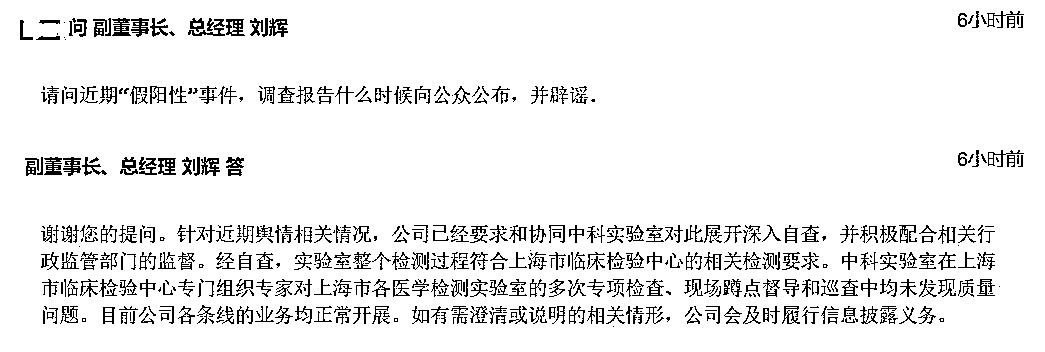 问 副董事长、总经理 刘辉
6小时前
请问近期“假阳性”事件，调查报告什么时候向公众公布，并辟谣.
副董事长、总经理 刘辉 答
6小时前
谢谢您的提问。针对近期舆情相关情况，公司已经要求和协同中科实验室对此展开深入自查，并积极配合相关行
政监管部门的监督。经自查，实验室整个检测过程符合上海市临床检验中心的相关检测要求。中科实验室在上海
市临床检验中心专门组织专家对上海市各医学检测实验室的多次专项检查、现场蹲点督导和巡查中均未发现质量
问题。目前公司各条线的业务均正常开展。如有需澄清或说明的相关情形，公司会及时履行信息披露义务。